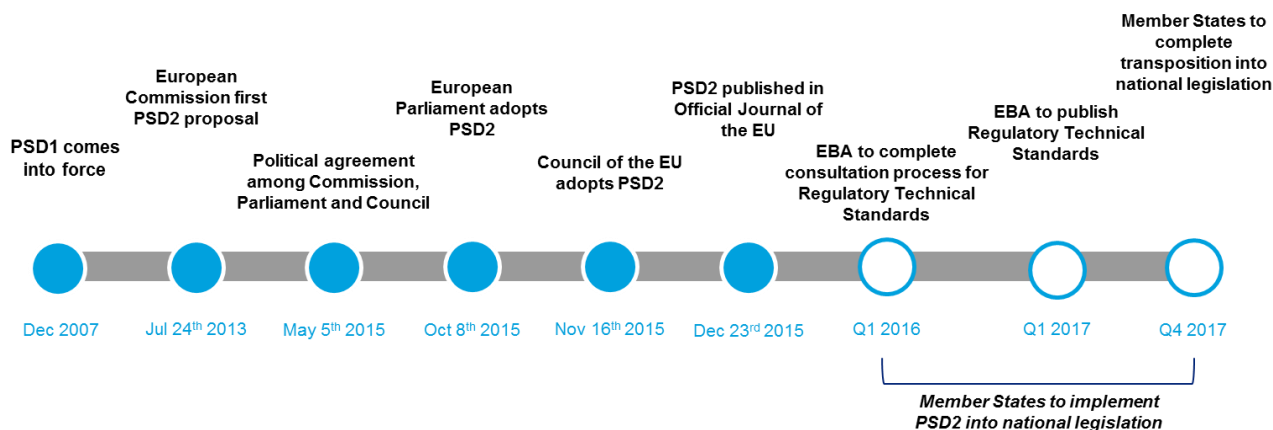 PSD1 comes
into force
European
Commission first
PSD2 proposal
Political agreement
among Commission,
Parliament and Council
European
Parliament adopts
PSD2
Council of the EU
adopts PSD2
PSD2 published in
Official Journal of
the EU
EBA to complete
consultation process for
Regulatory Technical
Standards
EBA to publish
Regulatory Technical
Standards
Member States to
complete
transposition into
national legislation
Dec 2007
Jul 24th 2013
May 5th 2015
Oct 8th 2015
Nov 16th 2015
Dec 23rd 2015
Q1 2016
Q1 2017
Q4 2017
Member States to implement
PSD2 into national legislation